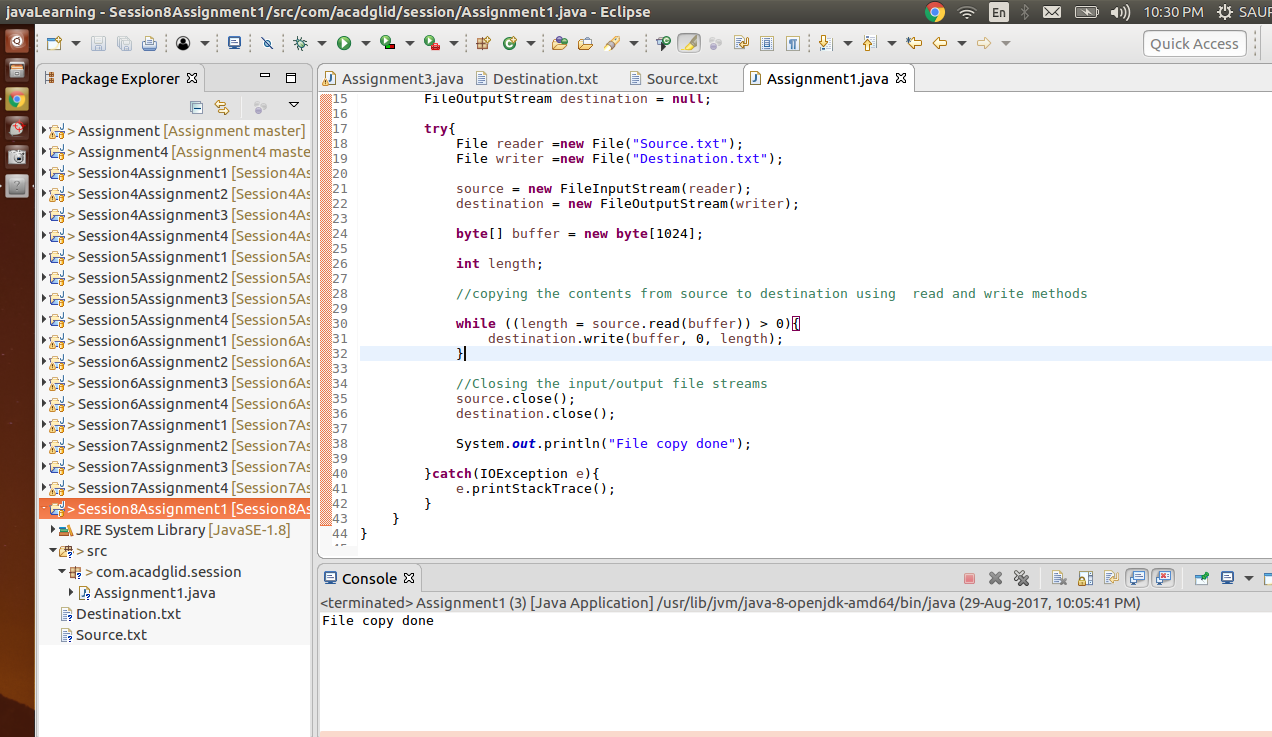 javaLearning - Session8Assignment1/src/com/acadglid/session/Assignment1.java - Eclipse
En
10:30 PM
SAUR
Quick Access
Package Explorer
Assignment3.java
Destination.txt
Source.txt
Assignment1.java
> Assignment [Assignment master]
> Assignment4 [Assignment4 maste
> Session4Assignment1 [Session4As
> Session4Assignment2 [Session4As
> Session4Assignment3 [Session4As
> Session4Assignment4 [Session4As
> Session5Assignment1 [Session5As
> Session5Assignment2 [Session5As
> Session5Assignment3 [Session5As
> Session5Assignment4 [Session5As
> Session6Assignment1 [Session6As
> Session6Assignment2 [Session6As
> Session6Assignment3 [Session6As
> Session6Assignment4 [Session6As
> Session7Assignment1 [Session7As
> Session7Assignment2 [Session7As
> Session7Assignment3 [Session7As
> Session7Assignment4 [Session7As
> Session8Assignment1 [Session8As
JRE System Library [JavaSE-1.8]
> src
> com.acadglid.session
Assignment1.java
Destination.txt
Source.txt
15 FileOutputStream destination = null;
16
17 try{
18 File reader =new File("Source.txt");
19 File writer =new File("Destination.txt");
20
21 source = new FileInputStream(reader);
22 destination = new FileOutputStream(writer);
23
24 byte[] buffer = new byte[1024];
25
26 int length;
27
28 //copying the contents from source to destination using  read and write methods
29
30 while ((length = source.read(buffer)) > 0){
31 destination.write(buffer, 0, length);
32 }
33
34 //Closing the input/output file streams
35 source.close();
36 destination.close();
37
38 System.out.println("File copy done");
39
40 }catch(IOException e){
41 e.printStackTrace();
42 }
43 }
44 }
Console
<terminated> Assignment1 (3) [Java Application] /usr/lib/jvm/java-8-openjdk-amd64/bin/java (29-Aug-2017, 10:05:41 PM)
File copy done